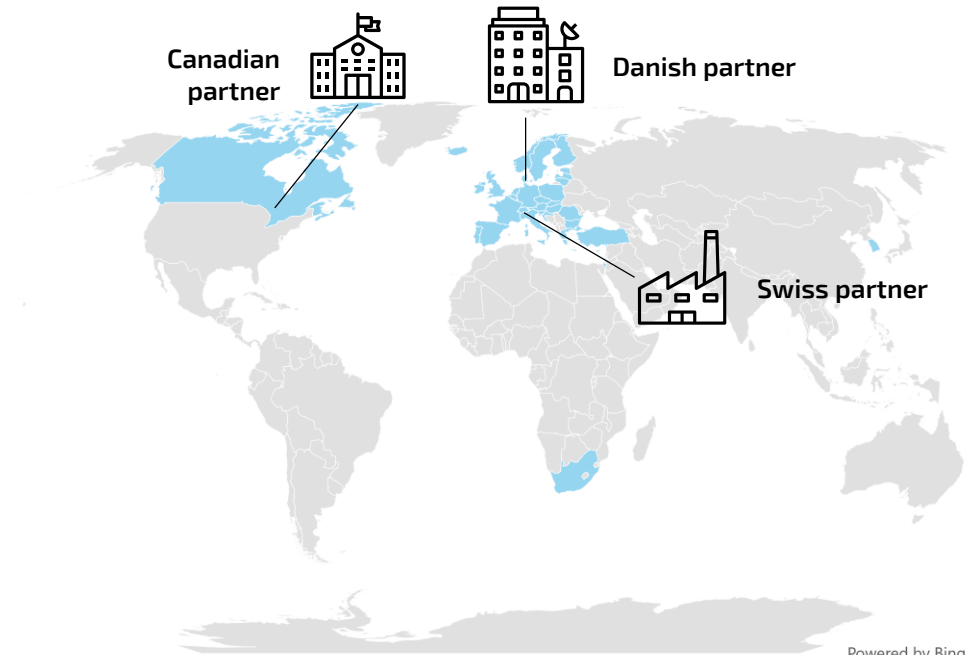 Canadian
partner
Danish partner
Swiss partner
Powered by Bing